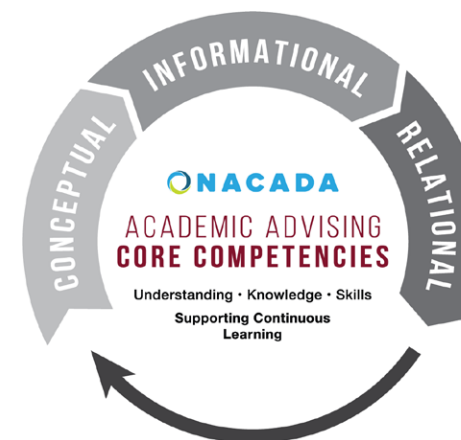 CONCEPTUAL
INFORMATIONAL
RELATIONAL
NACADA
ACADEMIC ADVISING
CORE COMPETENCIES
Understanding • Knowledge • Skills
Supporting Continuous
Learning